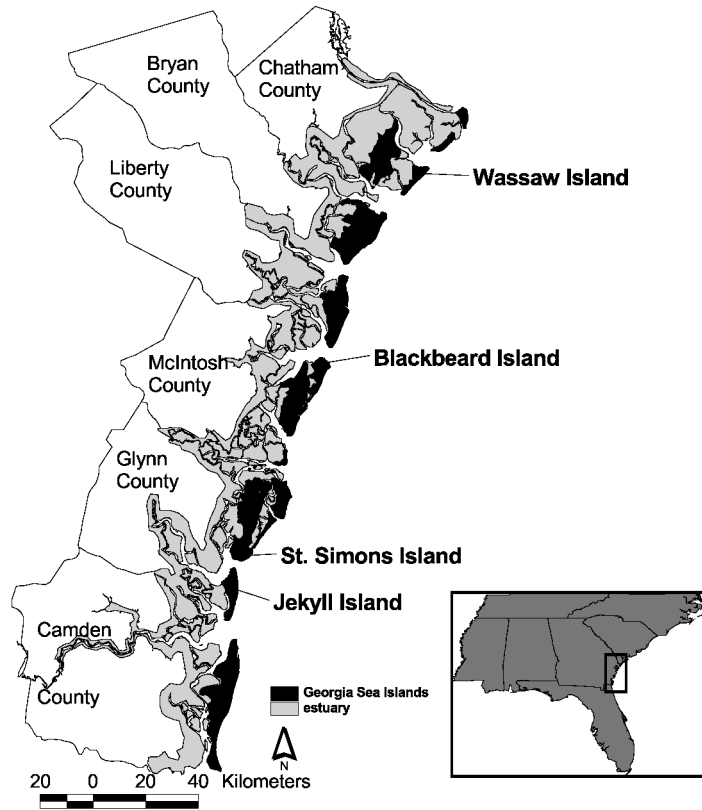 Bryan
County
Chatham
County
Liberty
County
Wassaw Island
McIntosh
County
Blackbeard Island
Glynn
County
St. Simons Island
Jekyll Island
Camden
County
Georgia Sea Islands
estuary
N
20 0 20 40 Kilometers